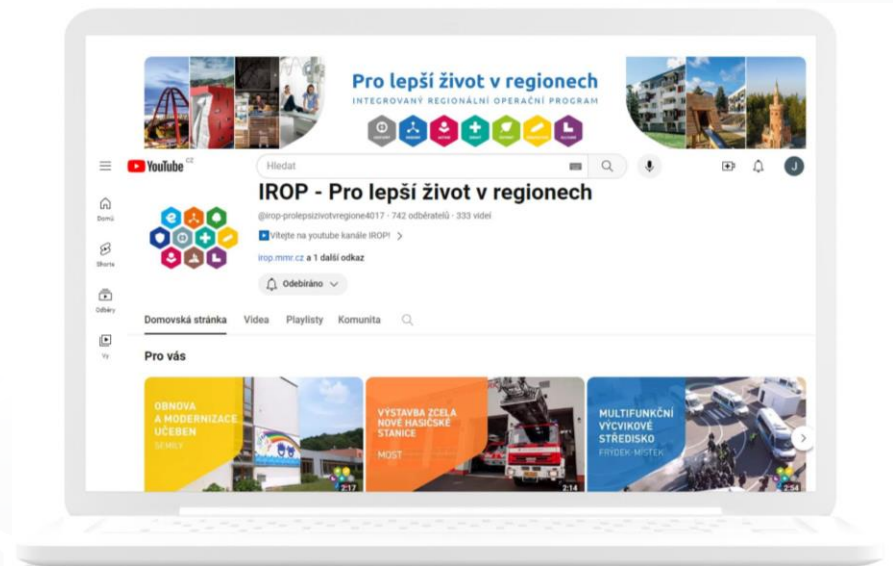 Pro lepší život v regionech
INTEGROVANÝ REGIONÁLNÍ OPERAČNÍ PROGRAM
YouTube CZ
Hledat
J
IROP - Pro lepší život v regionech
@irop-prolepsizivotvregione4017 · 742 odběratelů · 333 videí
Vítejte na youtube kanále IROP!
irop.mmr.cz a 1 další odkaz
Odebíráno
Domů
Shorts
Odběry
Vy
Domovská stránka Videa Playlisty Komunita
Pro vás
OBNOVA
A MODERNIZACE
UČEBEN
SEMILY
2:17
VÝSTAVBA ZCELA
NOVÉ HASIČSKÉ
STANICE
MOST
2:14
MULTIFUNKČNÍ
VÝCVIKOVÉ
STŘEDISKO
FRÝDEK-MÍSTEK
2:54